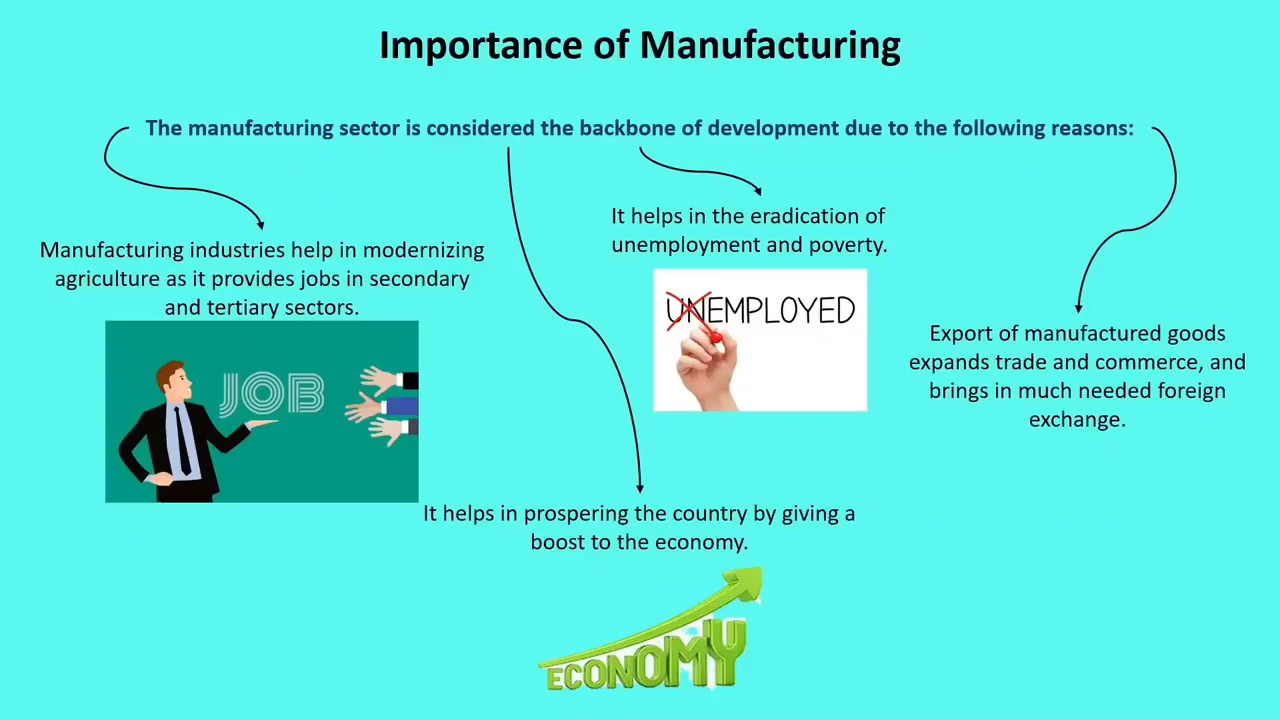 Importance of Manufacturing
The manufacturing sector is considered the backbone of development due to the following reasons:
Manufacturing industries help in modernizing
agriculture as it provides jobs in secondary
and tertiary sectors.
JOB
It helps in the eradication of
unemployment and poverty.
UNEMPLOYED
Export of manufactured goods
expands trade and commerce, and
brings in much needed foreign
exchange.
It helps in prospering the country by giving a
boost to the economy.
ECONOMY